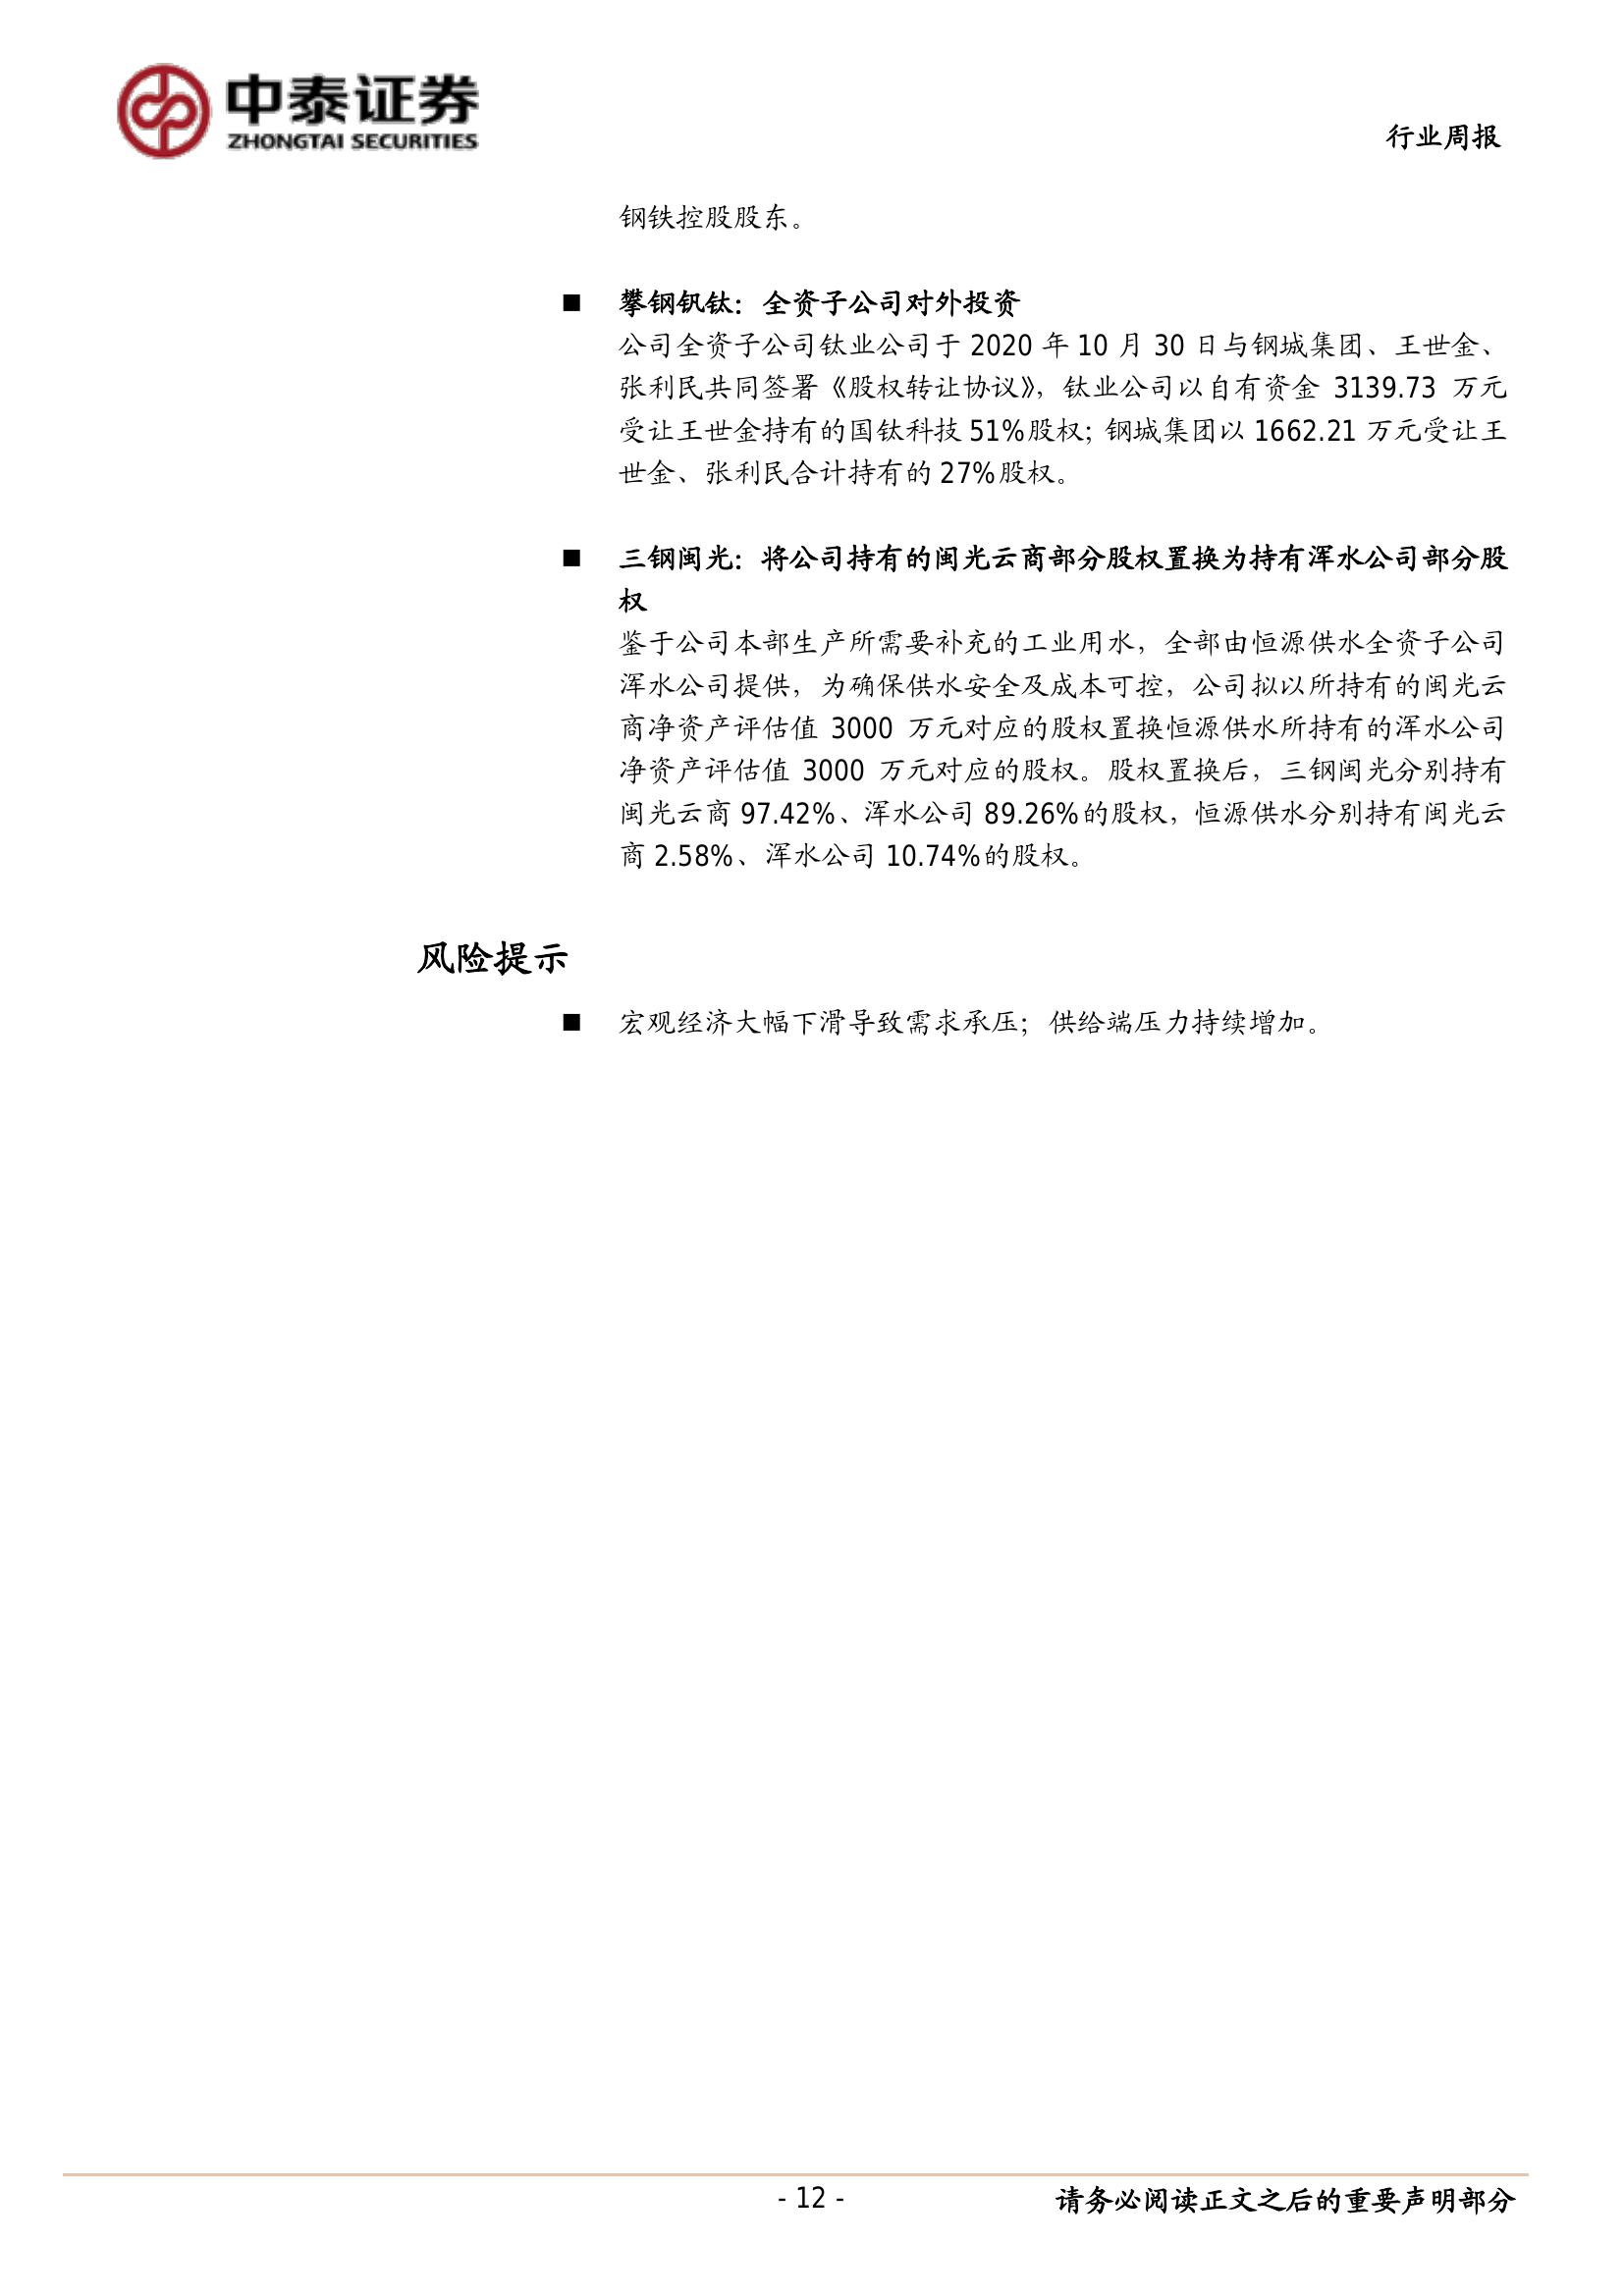 中泰证券
ZHONGTAI SECURITIES
行业周报
钢铁控股股东。
■ 攀钢钒钛：全资子公司对外投资
公司全资子公司钛业公司于 2020 年 10 月 30 日与钢城集团、王世金、
张利民共同签署《股权转让协议》，钛业公司以自有资金 3139.73 万元
受让王世金持有的国钛科技 51%股权；钢城集团以 1662.21 万元受让王
世金、张利民合计持有的 27%股权。
■ 三钢闽光：将公司持有的闽光云商部分股权置换为持有浑水公司部分股
权
鉴于公司本部生产所需要补充的工业用水，全部由恒源供水全资子公司
浑水公司提供，为确保供水安全及成本可控，公司拟以所持有的闽光云
商净资产评估值 3000 万元对应的股权置换恒源供水所持有的浑水公司
净资产评估值 3000 万元对应的股权。股权置换后，三钢闽光分别持有
闽光云商 97.42%、浑水公司 89.26%的股权，恒源供水分别持有闽光云
商 2.58%、浑水公司 10.74%的股权。
风险提示
■ 宏观经济大幅下滑导致需求承压；供给端压力持续增加。
- 12 -
请务必阅读正文之后的重要声明部分